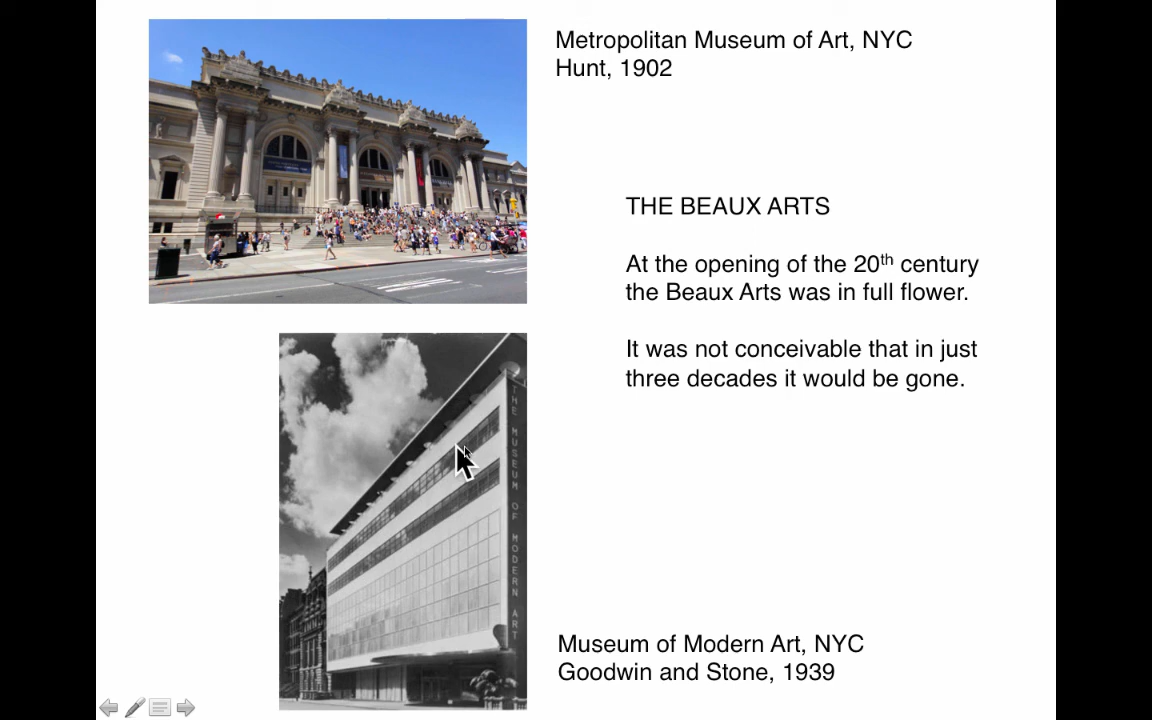 Metropolitan Museum of Art, NYC
Hunt, 1902
THE BEAUX ARTS
At the opening of the 20th century
the Beaux Arts was in full flower.
It was not conceivable that in just
three decades it would be gone.
THE MUSEUM OF MODERN ART
Museum of Modern Art, NYC
Goodwin and Stone, 1939